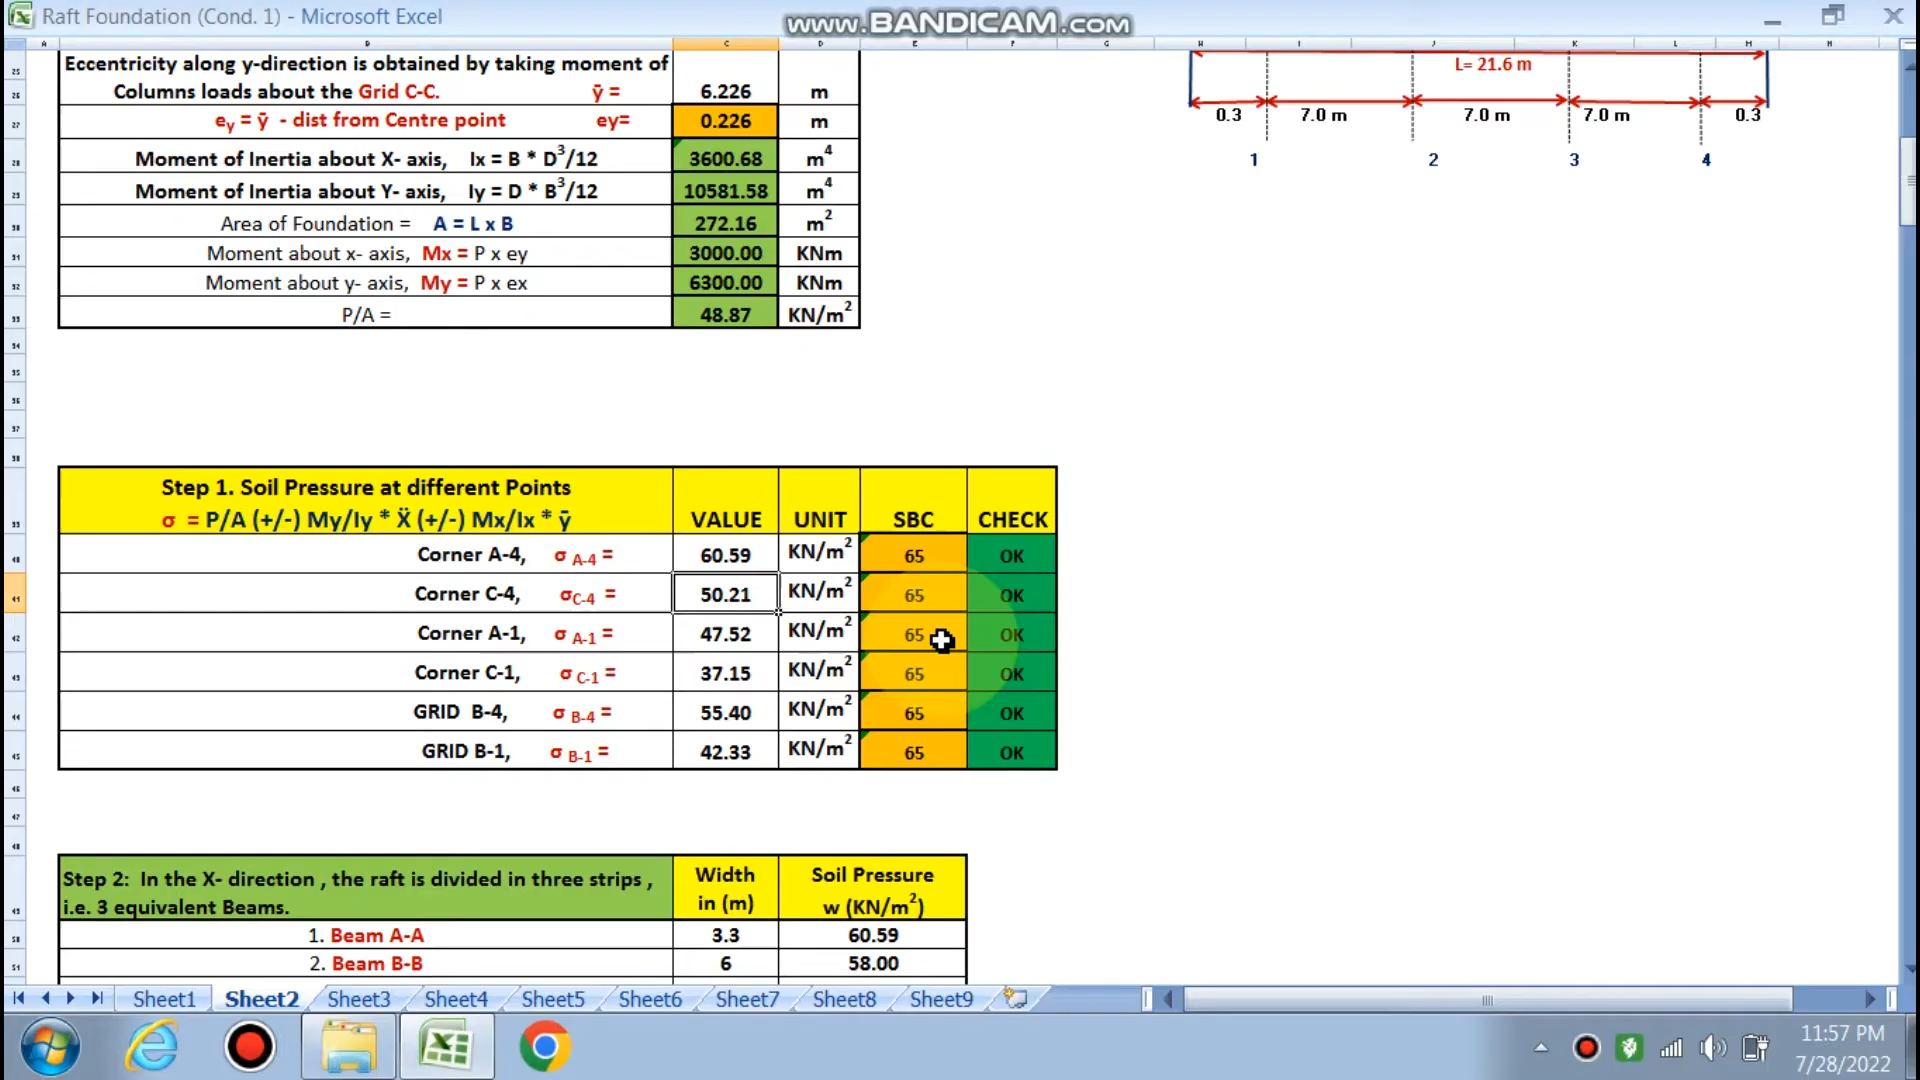 Raft Foundation (Cond. 1) - Microsoft Excel
www.BANDICAM.com
Eccentricity along y-direction is obtained by taking moment of
Columns loads about the Grid C-C. ȳ = 6.226 m
ey = ȳ - dist from Centre point ey= 0.226 m
Moment of Inertia about X- axis, Ix = B * D3/12 3600.68 m4
Moment of Inertia about Y- axis, Iy = D * B3/12 10581.58 m4
Area of Foundation = A = L x B 272.16 m2
Moment about x- axis, Mx = P x ey 3000.00 KNm
Moment about y- axis, My = P x ex 6300.00 KNm
P/A = 48.87 KN/m2
L= 21.6 m
0.3 7.0 m 7.0 m 7.0 m 0.3
1 2 3 4
Step 1. Soil Pressure at different Points
σ = P/A (+/-) My/Iy * Ẍ (+/-) Mx/Ix * ȳ VALUE UNIT SBC CHECK
Corner A-4, σ A-4 = 60.59 KN/m2 65 OK
Corner C-4, σC-4 = 50.21 KN/m2 65 OK
Corner A-1, σ A-1 = 47.52 KN/m2 65 OK
Corner C-1, σ C-1 = 37.15 KN/m2 65 OK
GRID B-4, σ B-4 = 55.40 KN/m2 65 OK
GRID B-1, σ B-1 = 42.33 KN/m2 65 OK
Step 2: In the X- direction , the raft is divided in three strips ,
i.e. 3 equivalent Beams.
Width
in (m)
Soil Pressure
w (KN/m2)
1. Beam A-A 3.3 60.59
2. Beam B-B 6 58.00
Sheet1 Sheet2 Sheet3 Sheet4 Sheet5 Sheet6 Sheet7 Sheet8 Sheet9
11:57 PM
7/28/2022